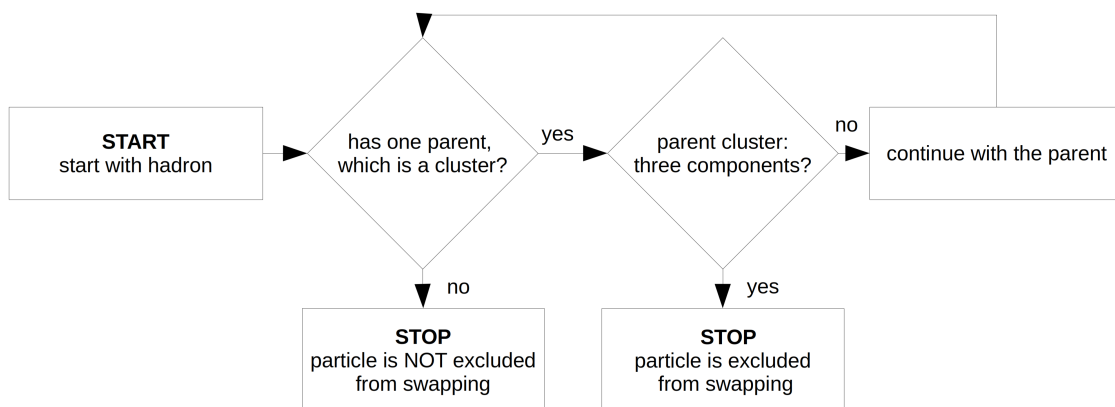 START
start with hadron
has one parent,
which is a cluster?
yes
parent cluster:
three components?
no
continue with the parent
no
STOP
particle is NOT excluded
from swapping
yes
STOP
particle is excluded
from swapping